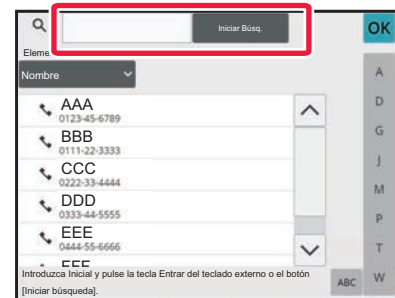 Iniciar Búsq.
OK
Eleme
Nombre
A
AAA
0123-45-6789
D
BBB
0111-22-3333
G
CCC
0222-33-4444
J
DDD
0333-44-5555
M
EEE
0444-55-6666
P
EEE
T
Introduzca Inicial y pulse la tecla Entrar del teclado externo o el botón
[Iniciar búsqueda].
ABC
W